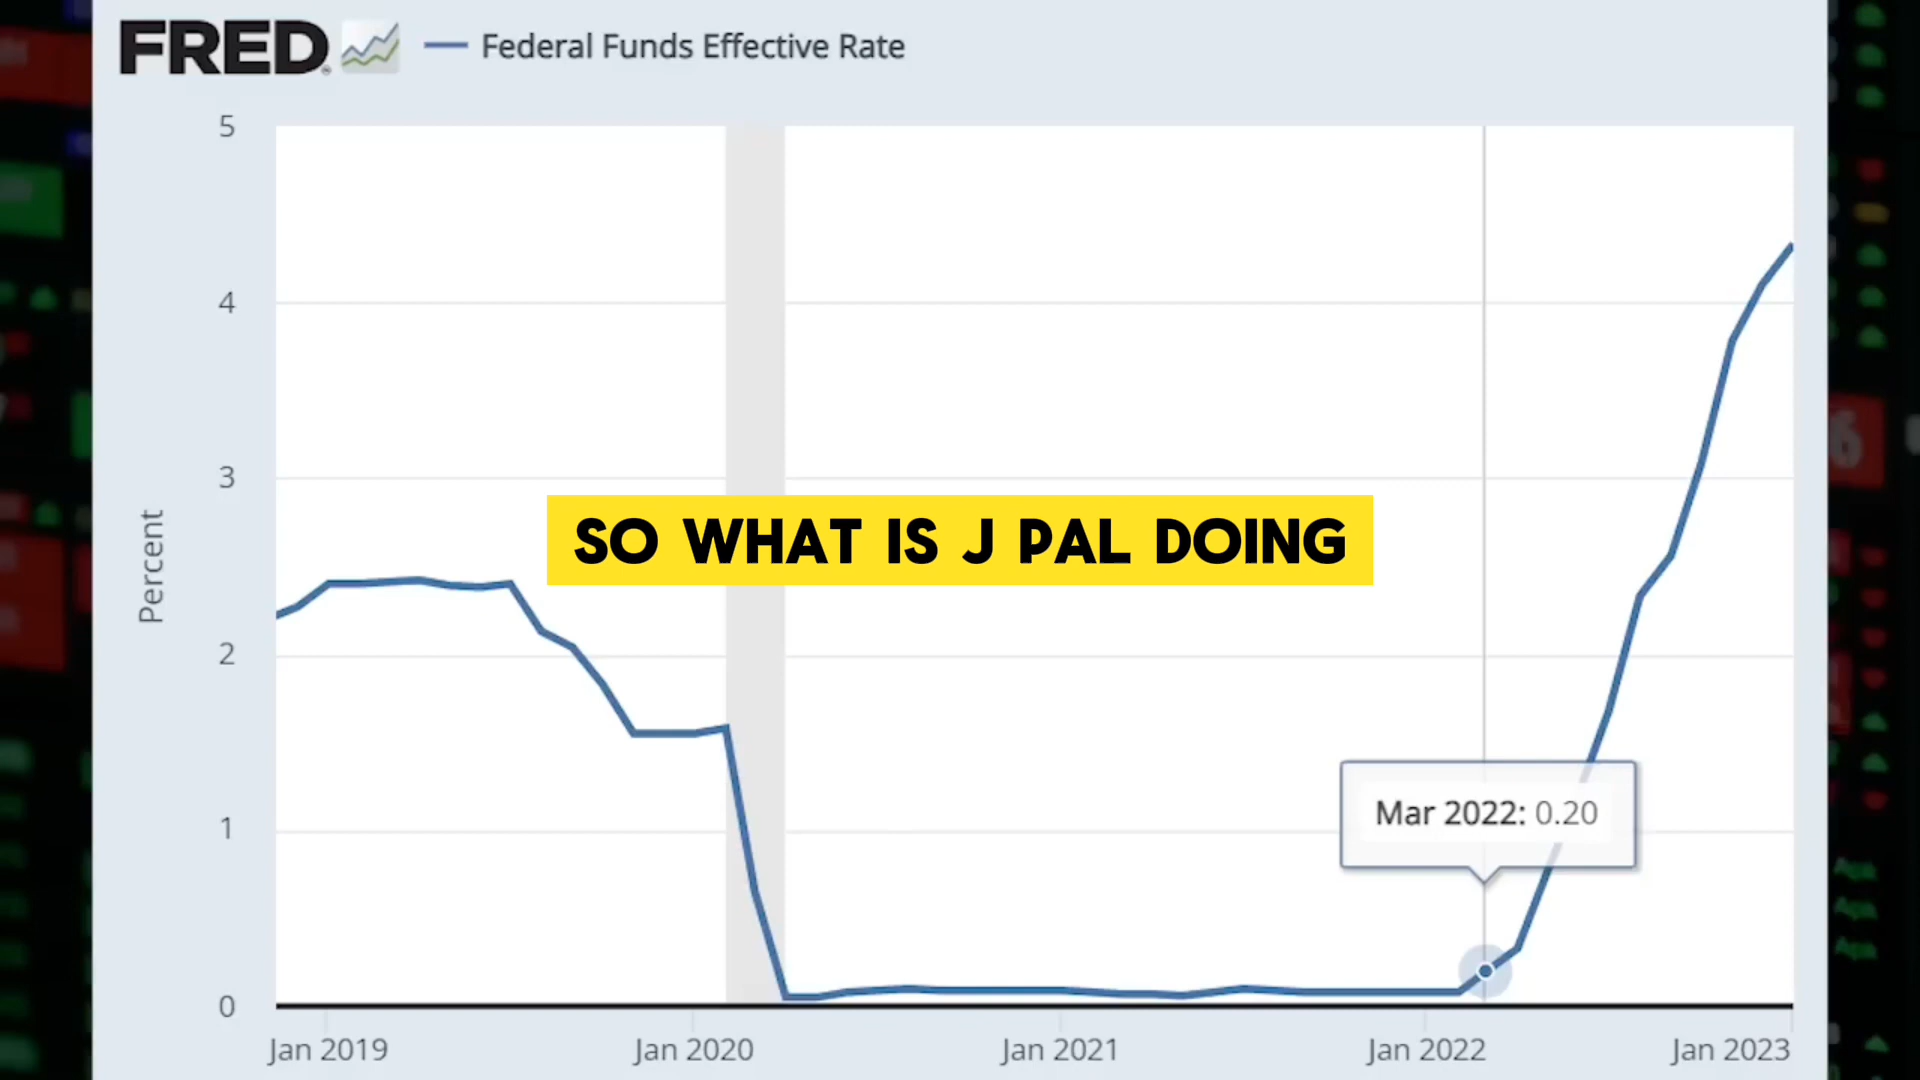 FRED
Federal Funds Effective Rate
5
4
3
2
1
0
Percent
SO WHAT IS J PAL DOING
Mar 2022: 0.20
Jan 2019
Jan 2020
Jan 2021
Jan 2022
Jan 2023